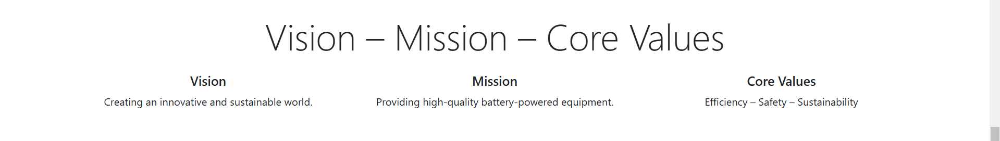 Vision – Mission – Core Values
Vision
Creating an innovative and sustainable world.
Mission
Providing high-quality battery-powered equipment.
Core Values
Efficiency – Safety – Sustainability